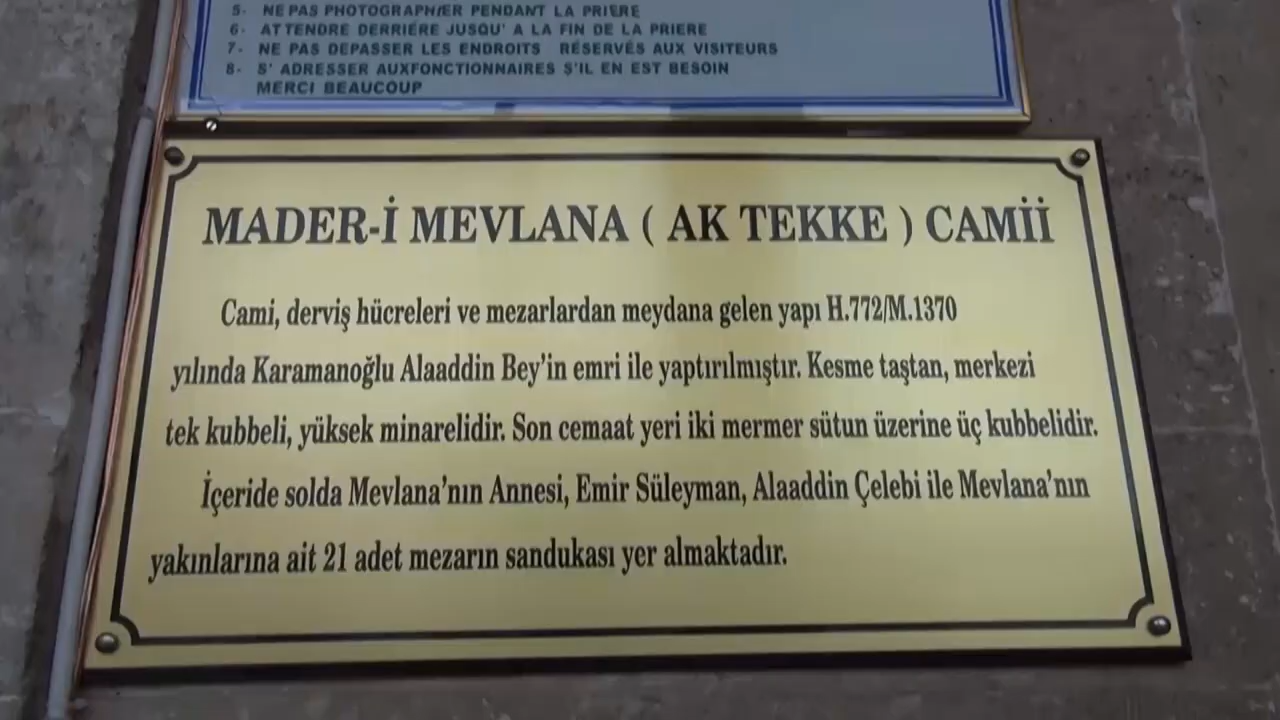 5- NE PAS PHOTOGRAPHIER PENDANT LA PRIERE
6- ATTENDRE DERRIÉRE JUSQU' A LA FIN DE LA PRIERE
7- NE PAS DEPASSER LES ENDROITS RÉSERVÉS AUX VISITEURS
8- S' ADRESSER AUXFONCTIONNAIRES S'IL EN EST BESOIN
MERCI BEAUCOUP
MADER-İ MEVLANA ( AK TEKKE ) CAMİİ
Cami, derviş hücreleri ve mezarlardan meydana gelen yapı H.772/M.1370
yılında Karamanoğlu Alaaddin Bey'in emri ile yaptırılmıştır. Kesme taştan, merkezi
tek kubbeli, yüksek minarelidir. Son cemaat yeri iki mermer sütun üzerine üç kubbelidir.
İçeride solda Mevlana'nın Annesi, Emir Süleyman, Alaaddin Çelebi ile Mevlana'nın
yakınlarına ait 21 adet mezarın sandukası yer almaktadır.